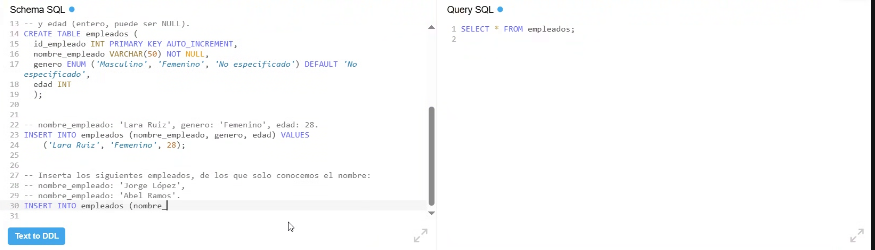 Schema SQL
13 -- y edad (entero, puede ser NULL).
14 CREATE TABLE empleados (
15 id_empleado INT PRIMARY KEY AUTO_INCREMENT,
16 nombre_empleado VARCHAR(50) NOT NULL,
17 genero ENUM ('Masculino', 'Femenino', 'No especificado') DEFAULT 'No
especificado',
18 edad INT
19 );
20
21
22 -- nombre_empleado: 'Lara Ruiz', genero: 'Femenino', edad: 28.
23 INSERT INTO empleados (nombre_empleado, genero, edad) VALUES
24 ('Lara Ruiz', 'Femenino', 28);
25
26
27 -- Inserta los siguientes empleados, de los que solo conocemos el nombre:
28 -- nombre_empleado: 'Jorge López',
29 -- nombre_empleado: 'Abel Ramos'.
30 INSERT INTO empleados (nombre_
31
Text to DDL
Query SQL
1 SELECT * FROM empleados;
2